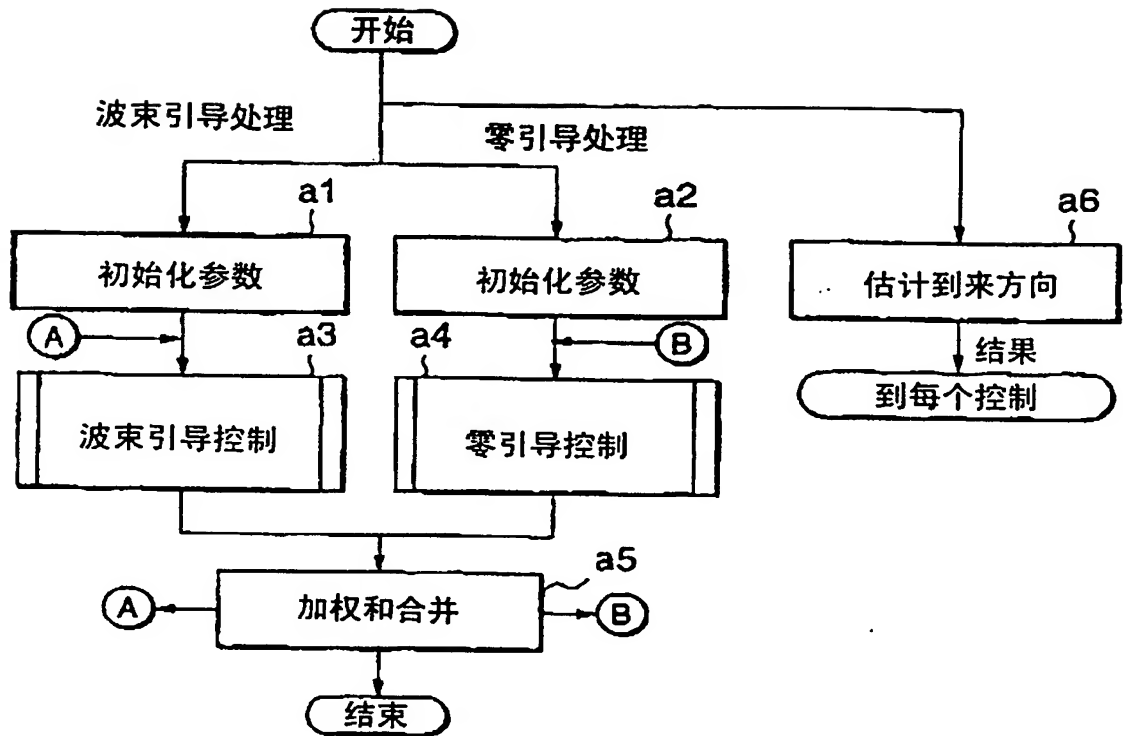 开始
波束引导处理
零引导处理
a1
a2
a6
初始化参数
初始化参数
估计到来方向
A
a3
a4
B
结果
波束引导控制
零引导控制
到每个控制
a5
A
加权和合并
B
结束